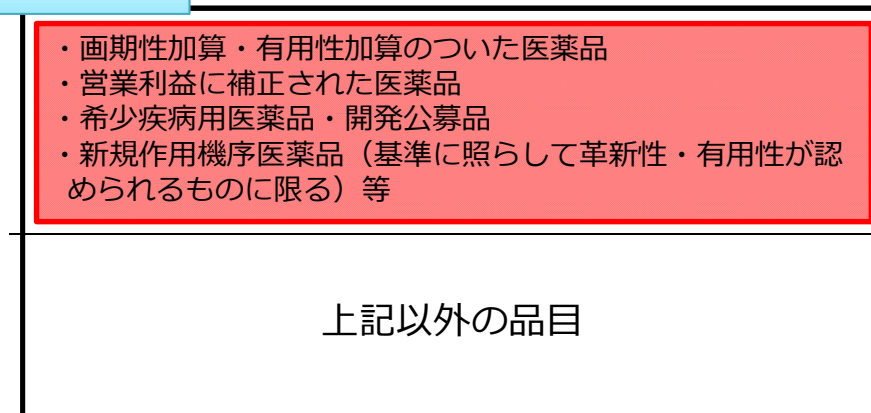 ・画期性加算・有用性加算のついた医薬品
・営業利益に補正された医薬品
・希少疾病用医薬品・開発公募品
・新規作用機序医薬品（基準に照らして革新性・有用性が認
められるものに限る）等
上記以外の品目